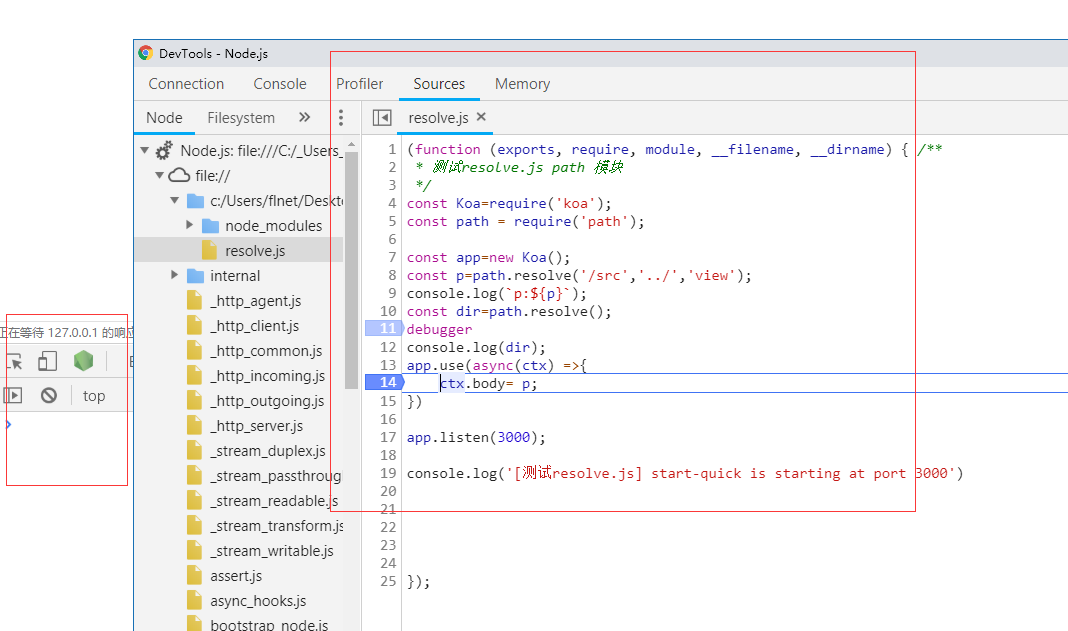 DevTools - Node.js
Connection Console Profiler Sources Memory
Node Filesystem »
resolve.js ×
Node.js: file:///C:/_Users_
file://
c:/Users/flnet/Deskt
node_modules
resolve.js
internal
_http_agent.js
_http_client.js
_http_common.js
_http_incoming.js
_http_outgoing.js
_http_server.js
_stream_duplex.js
_stream_passthroug
_stream_readable.js
_stream_transform.js
_stream_writable.js
assert.js
async_hooks.js
bootstrap_node.js
1 (function (exports, require, module, __filename, __dirname) { /**
2 * 测试resolve.js path 模块
3 */
4 const Koa=require('koa');
5 const path = require('path');
6
7 const app=new Koa();
8 const p=path.resolve('/src','../','view');
9 console.log(`p:${p}`);
10 const dir=path.resolve();
11 debugger
12 console.log(dir);
13 app.use(async(ctx) =>{
14 ctx.body= p;
15 })
16
17 app.listen(3000);
18
19 console.log('[测试resolve.js] start-quick is starting at port 3000')
20
21
22
23
24
25 });
正在等待 127.0.0.1 的响应
top